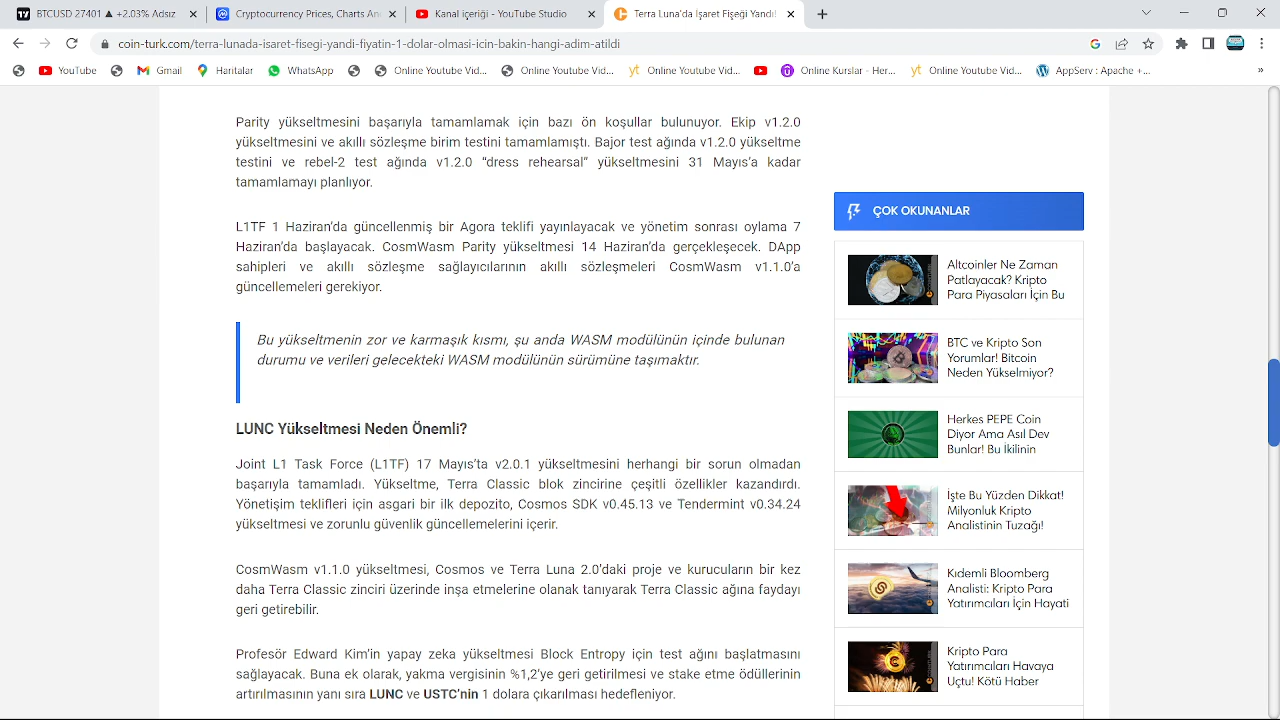 BTCUSD 27401 ▲ +2.03% Adsız
Cryptocurrency Prices, Charts An
Kanal içeriği - YouTube Studio
Terra Luna'da İşaret Fişeği Yandı!
coin-turk.com/terra-lunada-isaret-fisegi-yandi-fiyatin-1-dolar-olmasi-icin-bakin-hangi-adim-atildi
YouTube
Gmail
Haritalar
WhatsApp
Online Youtube Vid...
Online Youtube Vid...
Online Youtube Vid...
Online Kurslar - Her...
Online Youtube Vid...
AppServ : Apache +...
»
Parity yükseltmesini başarıyla tamamlamak için bazı ön koşullar bulunuyor. Ekip v1.2.0
yükseltmesini ve akıllı sözleşme birim testini tamamlamıştı. Bajor test ağında v1.2.0 yükseltme
testini ve rebel-2 test ağında v1.2.0 “dress rehearsal” yükseltmesini 31 Mayıs’a kadar
tamamlamayı planlıyor.
L1TF 1 Haziran’da güncellenmiş bir Agora teklifi yayınlayacak ve yönetim sonrası oylama 7
Haziran’da başlayacak. CosmWasm Parity yükseltmesi 14 Haziran’da gerçekleşecek. DApp
sahipleri ve akıllı sözleşme sağlayıcılarının akıllı sözleşmeleri CosmWasm v1.1.0’a
güncellemeleri gerekiyor.
Bu yükseltmenin zor ve karmaşık kısmı, şu anda WASM modülünün içinde bulunan
durumu ve verileri gelecekteki WASM modülünün sürümüne taşımaktır.
LUNC Yükseltmesi Neden Önemli?
Joint L1 Task Force (L1TF) 17 Mayıs’ta v2.0.1 yükseltmesini herhangi bir sorun olmadan
başarıyla tamamladı. Yükseltme, Terra Classic blok zincirine çeşitli özellikler kazandırdı.
Yönetişim teklifleri için asgari bir ilk depozito, Cosmos SDK v0.45.13 ve Tendermint v0.34.24
yükseltmesi ve zorunlu güvenlik güncellemelerini içerir.
CosmWasm v1.1.0 yükseltmesi, Cosmos ve Terra Luna 2.0’daki proje ve kurucuların bir kez
daha Terra Classic zinciri üzerinde inşa etmelerine olanak tanıyarak Terra Classic ağına faydayı
geri getirebilir.
Profesör Edward Kim’in yapay zeka yükseltmesi Block Entropy için test ağını başlatmasını
sağlayacak. Buna ek olarak yakma vergisinin %1,2’ye geri getirilmesi ve stake etme ödüllerinin
artırılmasının yanı sıra LUNC ve USTC’nin 1 dolara çıkarılması hedefleniyor.
ÇOK OKUNANLAR
Altcoinler Ne Zaman
Patlayacak? Kripto
Para Piyasaları İçin Bu
BTC ve Kripto Son
Yorumlar! Bitcoin
Neden Yükselmiyor?
Herkes PEPE Coin
Diyor Ama Asıl Dev
Bunlar! Bu İkilinin
İşte Bu Yüzden Dikkat!
Milyonluk Kripto
Analistinin Tuzağı!
Kıdemli Bloomberg
Analisti: Kripto Para
Yatırımcıları İçin Hayati
Kripto Para
Yatırımcıları Havaya
Uçtu! Kötü Haber